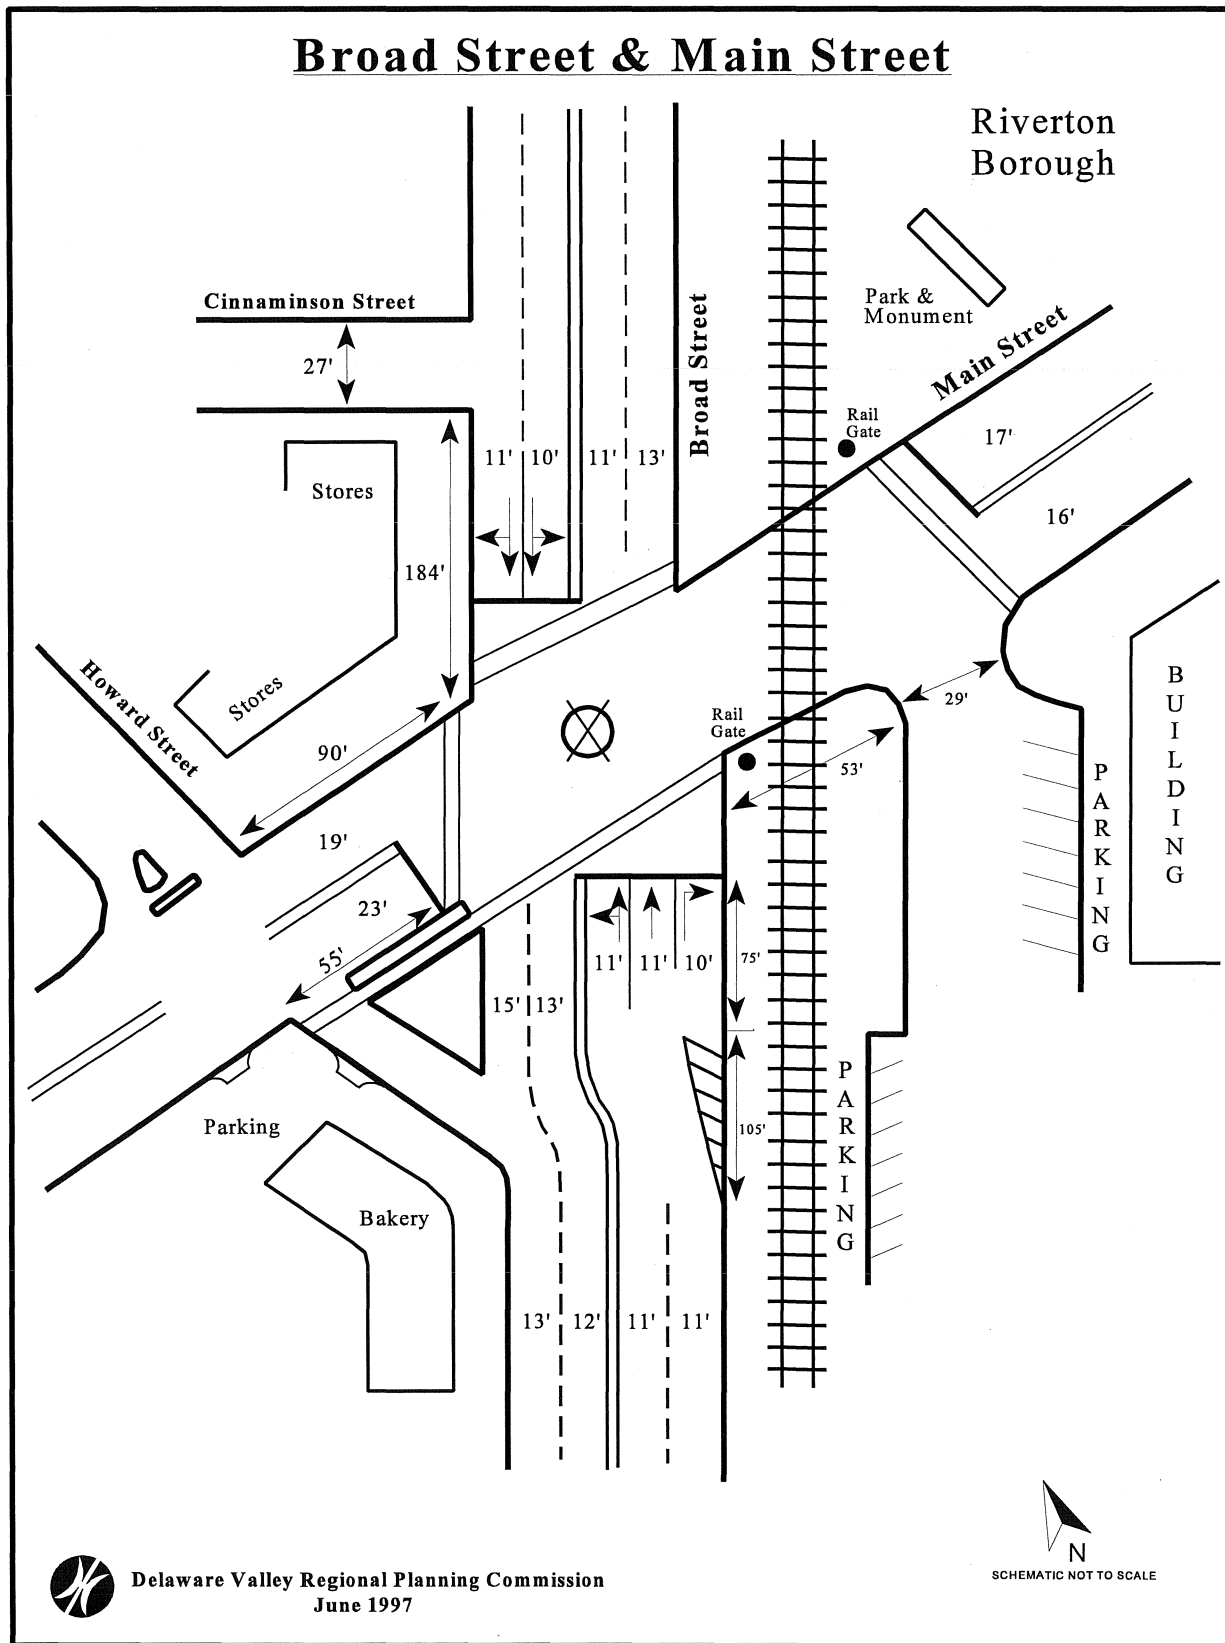 Broad Street & Main Street
Riverton
Borough
Cinnaminson Street
27'
Broad Street
Park &
Monument
Main Street
Rail
Gate
17'
16'
11'
10'
11'
13'
Stores
184'
Howard Street
Stores
90'
29'
Rail
Gate
53'
BUILDING
PARKING
19'
23'
55'
15'
13'
11'
11'
10'
75'
105'
PARKING
Parking
Bakery
13'
12'
11'
11'
N
SCHEMATIC NOT TO SCALE
Delaware Valley Regional Planning Commission
June 1997